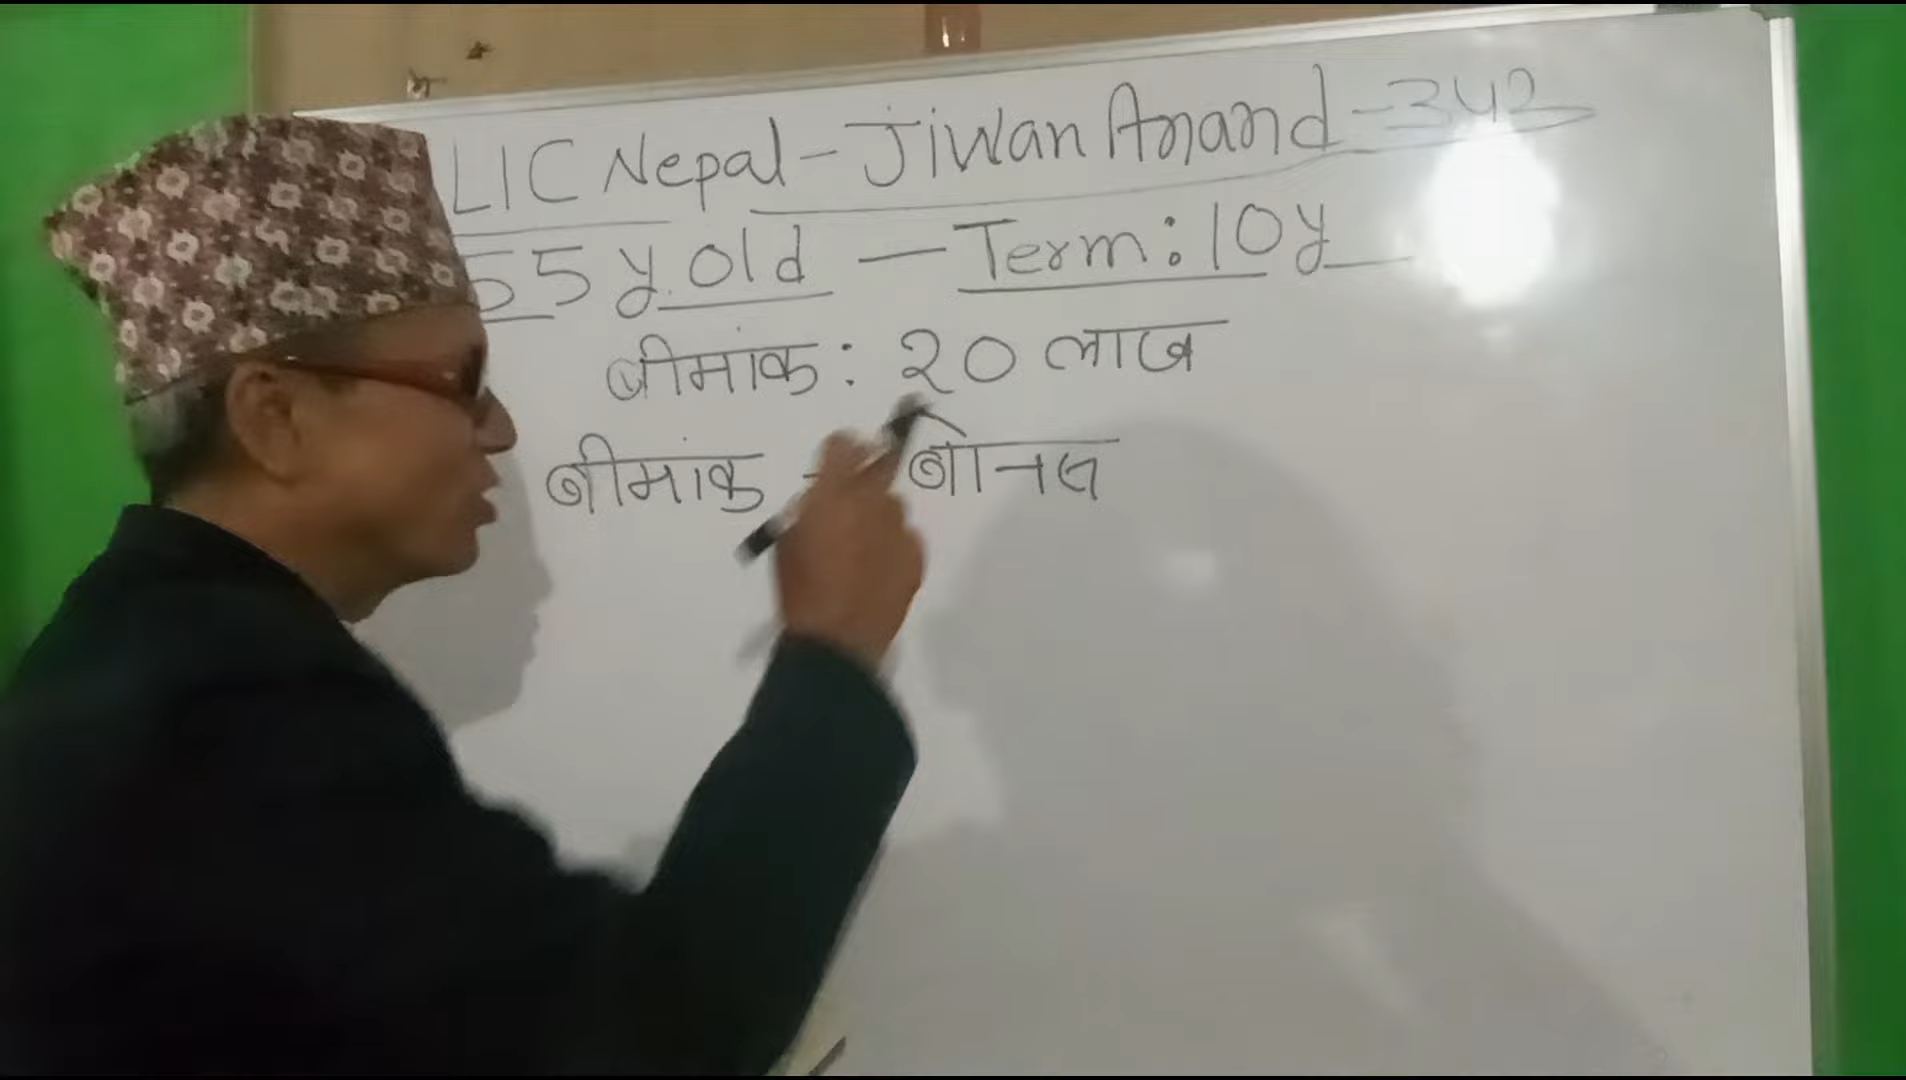 LIC Nepal - Jiwan Anand - 342
55 y. old - Term: 10y
बीमांक: २० लाख
बीमांक - बोनस